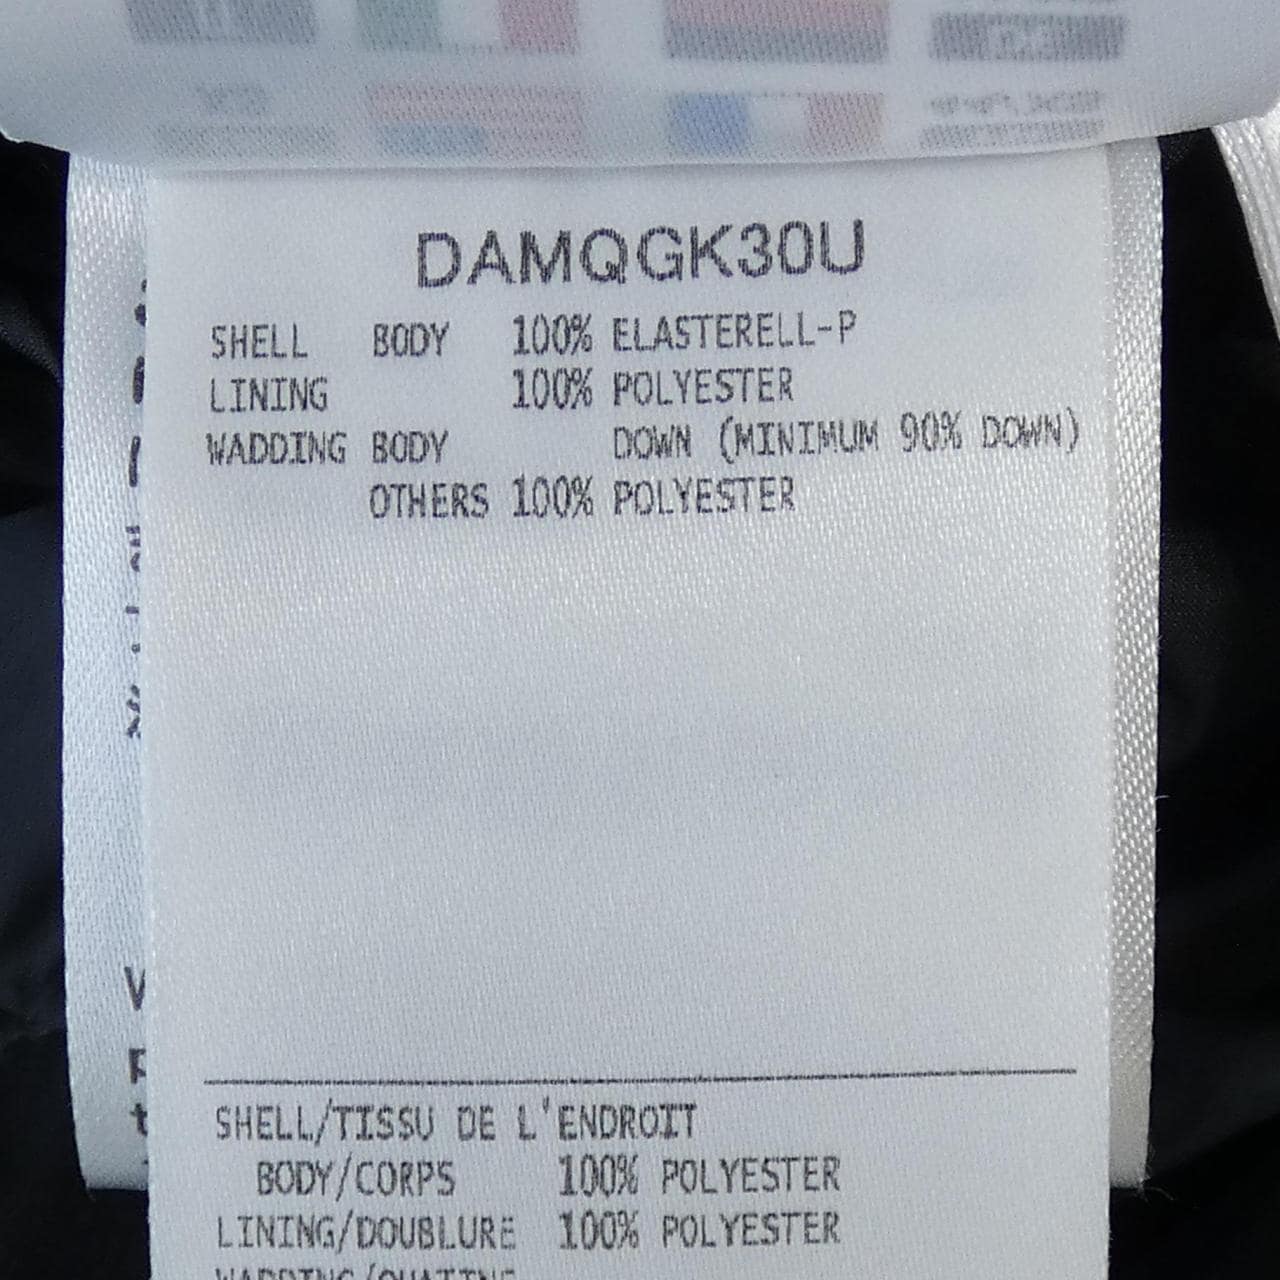 DAMQGK30U
SHELL BODY 100% ELASTERELL-P
LINING 100% POLYESTER
WADDING BODY DOWN (MINIMUM 90% DOWN)
OTHERS 100% POLYESTER
SHELL/TISSU DE L'ENDROIT
BODY/CORPS 100% POLYESTER
LINING/DOUBLURE 100% POLYESTER